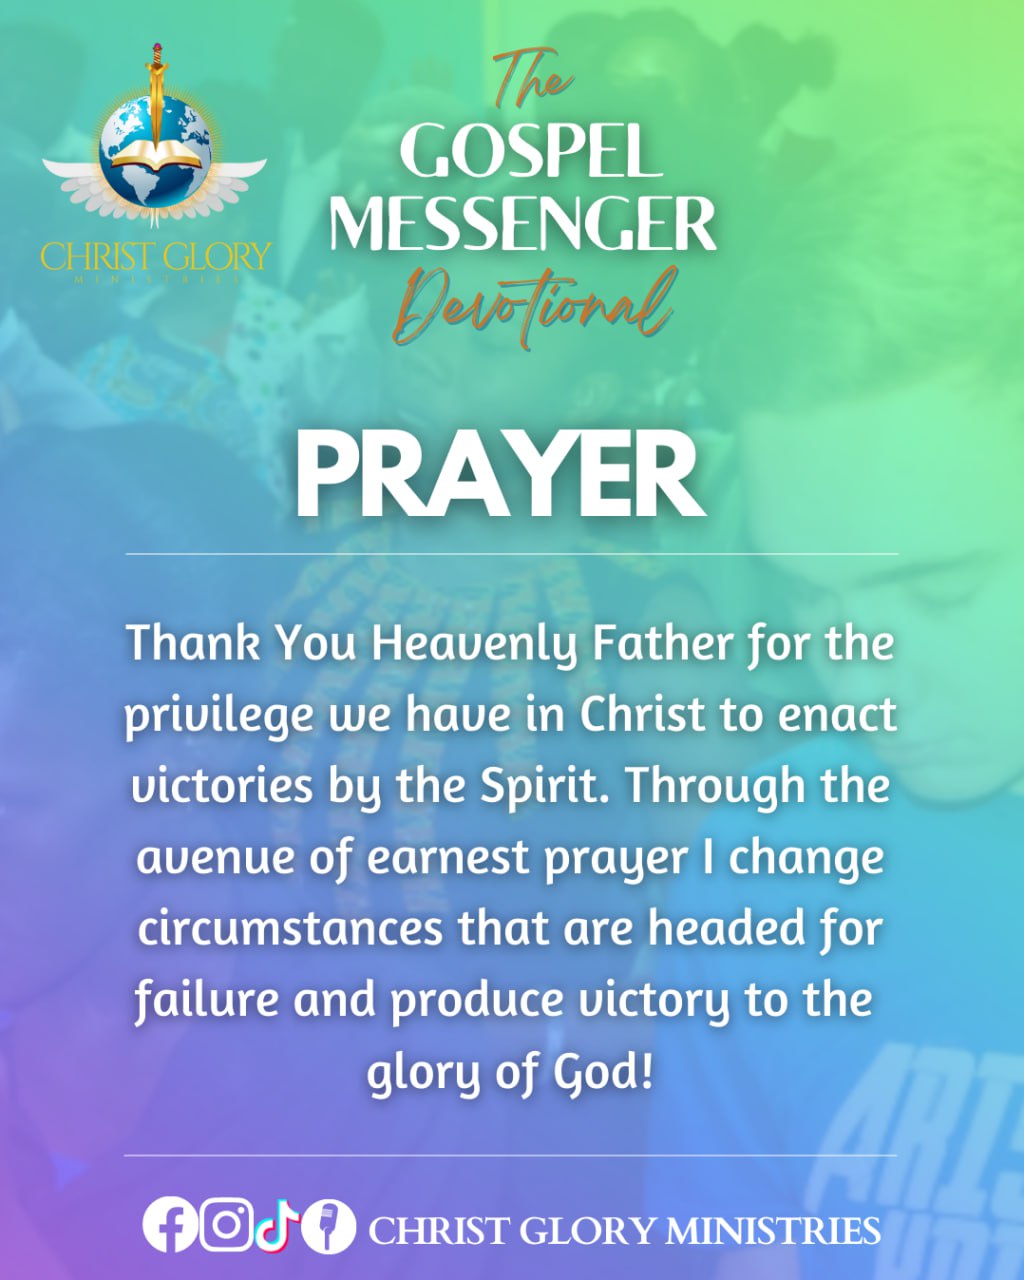 The
GOSPEL
MESSENGER
Devotional
CHRIST GLORY
MINISTRIES
PRAYER
Thank You Heavenly Father for the
privilege we have in Christ to enact
victories by the Spirit. Through the
avenue of earnest prayer I change
circumstances that are headed for
failure and produce victory to the
glory of God!
CHRIST GLORY MINISTRIES